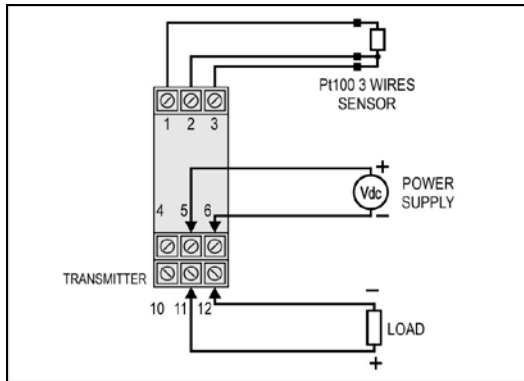 Pt100 3 WIRES
SENSOR
1 2 3
+
Vdc
POWER
SUPPLY
−
4 5 6
TRANSMITTER
10 11 12
−
LOAD
+